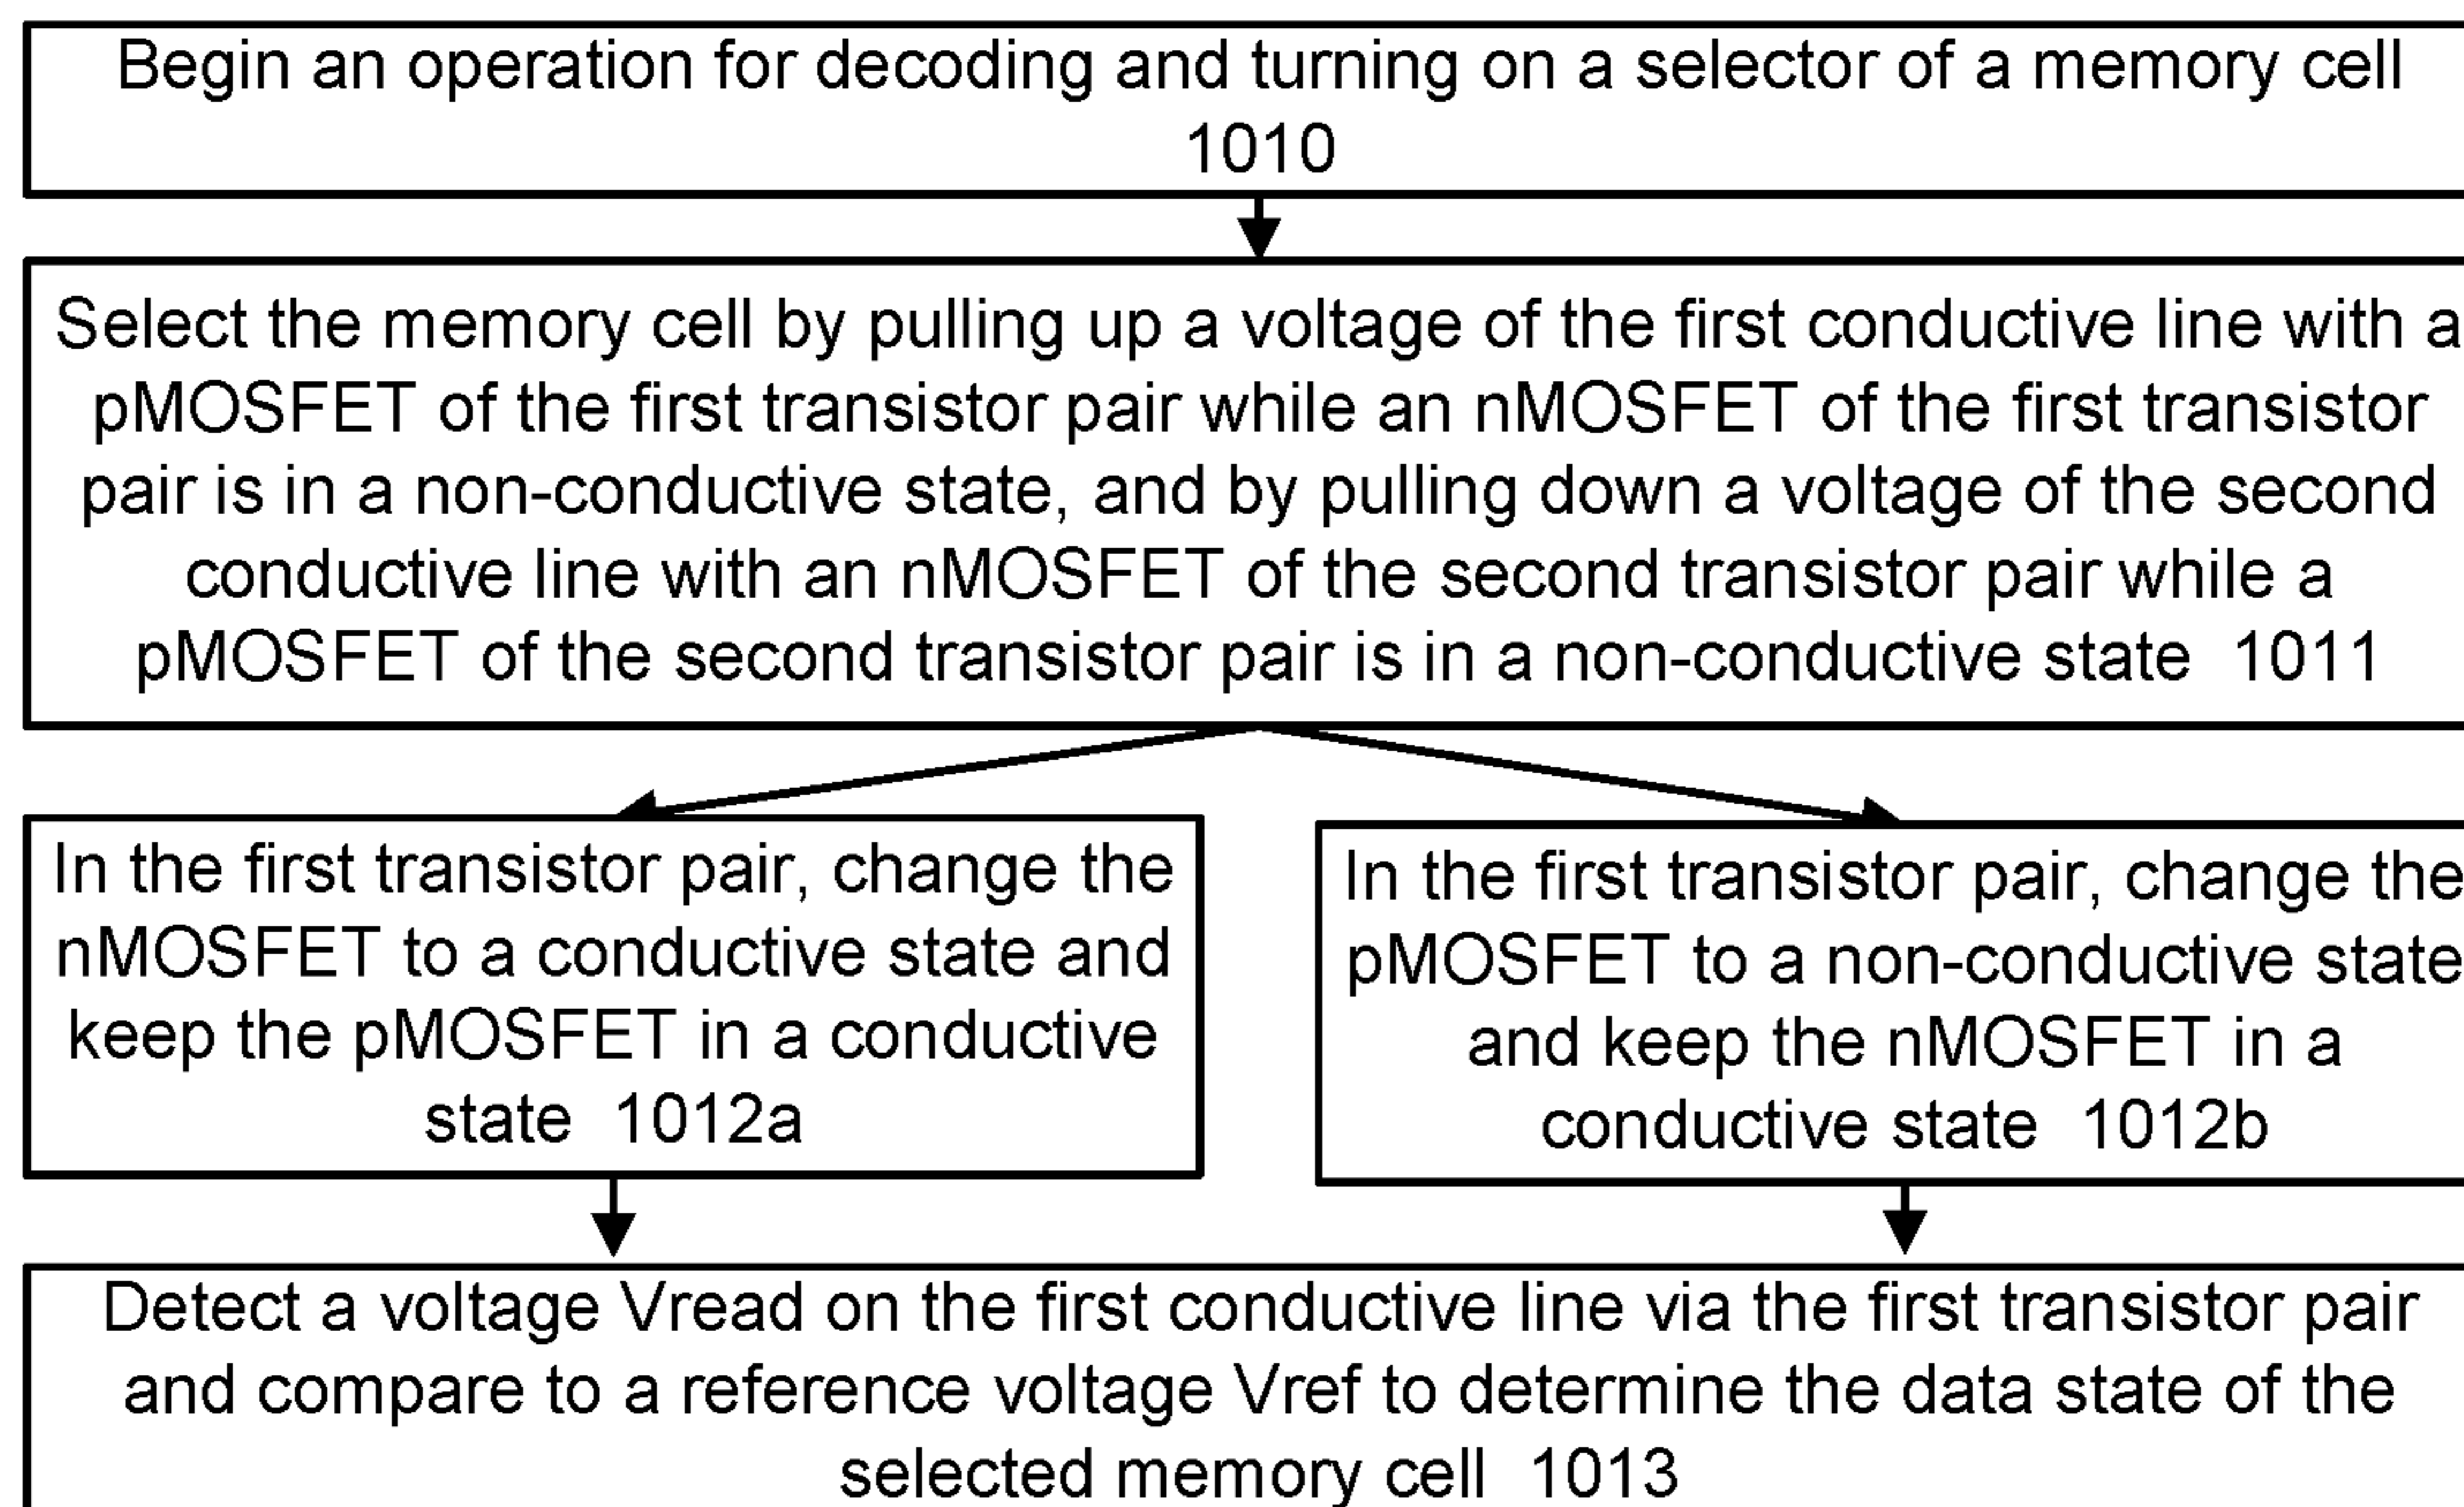 Begin an operation for decoding and turning on a selector of a memory cell
1010
Select the memory cell by pulling up a voltage of the first conductive line with a
pMOSFET of the first transistor pair while an nMOSFET of the first transistor
pair is in a non-conductive state, and by pulling down a voltage of the second
conductive line with an nMOSFET of the second transistor pair while a
pMOSFET of the second transistor pair is in a non-conductive state 1011
In the first transistor pair, change the
nMOSFET to a conductive state and
keep the pMOSFET in a conductive
state 1012a
In the first transistor pair, change the
pMOSFET to a non-conductive state
and keep the nMOSFET in a
conductive state 1012b
Detect a voltage Vread on the first conductive line via the first transistor pair
and compare to a reference voltage Vref to determine the data state of the
selected memory cell 1013